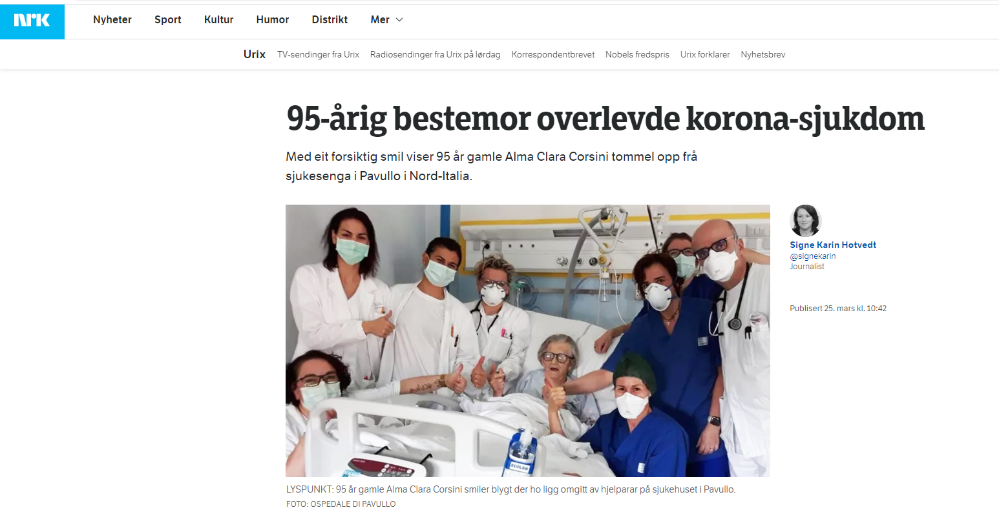 NRK
Nyheter Sport Kultur Humor Distrikt Mer
Urix TV-sendinger fra Urix Radiosendinger fra Urix på lørdag Korrespondentbrevet Nobels fredspris Urix forklarer Nyhetsbrev
95-årig bestemor overlevde korona-sjukdom
Med eit forsiktig smil viser 95 år gamle Alma Clara Corsini tommel opp frå
sjukesenga i Pavullo i Nord-Italia.
Signe Karin Hotvedt
@signekarin
Journalist
Publisert 25. mars kl. 10:42
17
ECOLAB
LYSPUNKT: 95 år gamle Alma Clara Corsini smiler blygt der ho ligg omgitt av hjelparar på sjukehuset i Pavullo.
FOTO: OSPEDALE DI PAVULLO